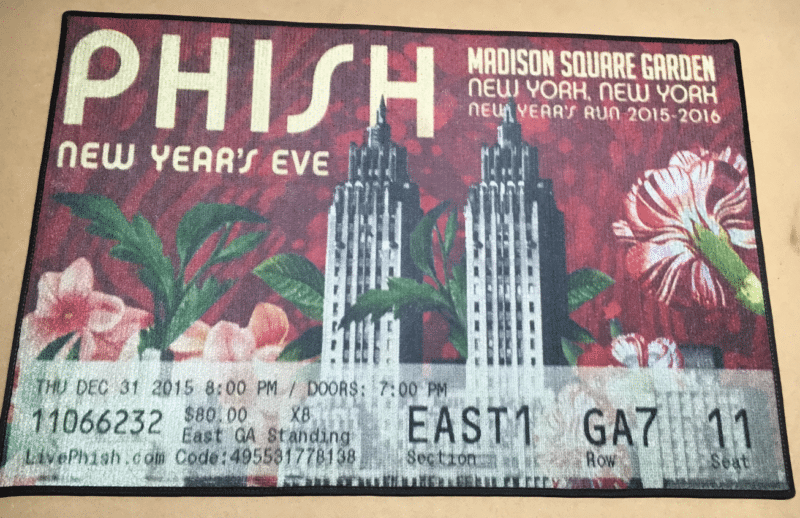 PHISH
NEW YEAR'S EVE
MADISON SQUARE GARDEN
NEW YORK, NEW YORK
NEW YEAR'S RUN 2015-2016
THU DEC 31 2015 8:00 PM / DOORS: 7:00 PM
11066232 $80.00 X8
East GA Standing
LivePhish.com Code:495531778138
EAST1 GA7 11
Section Row Seat